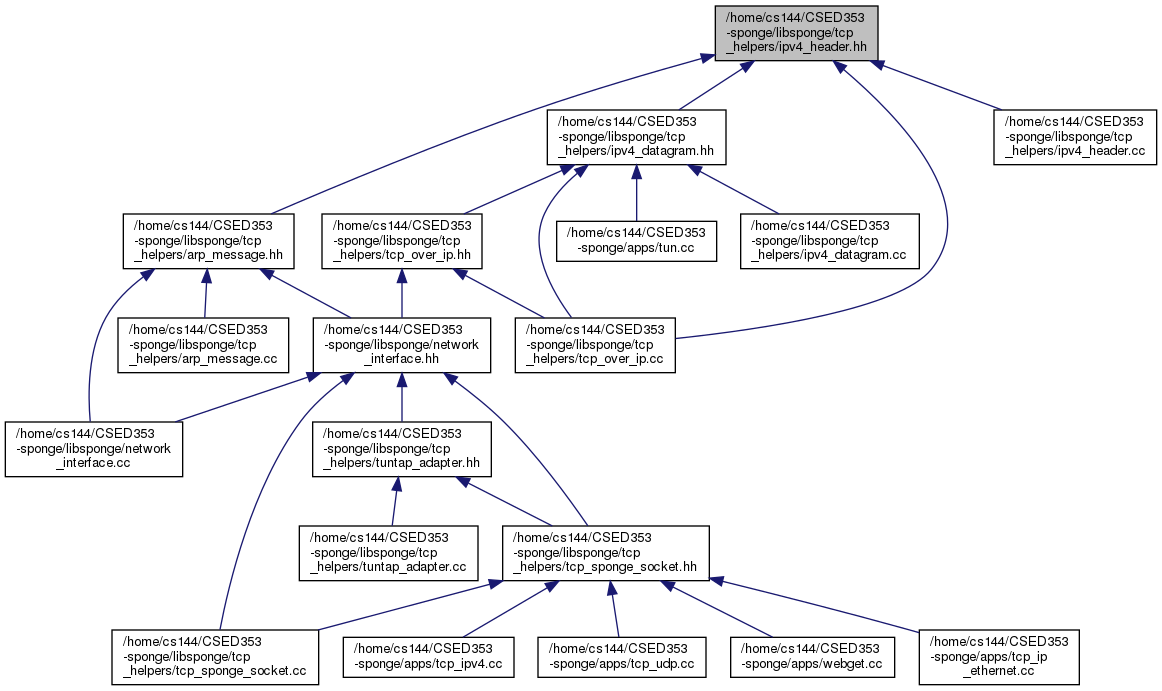 /home/cs144/CSED353
-sponge/libsponge/tcp
_helpers/ipv4_header.hh
/home/cs144/CSED353
-sponge/libsponge/tcp
_helpers/ipv4_datagram.hh
/home/cs144/CSED353
-sponge/libsponge/tcp
_helpers/ipv4_header.cc
/home/cs144/CSED353
-sponge/libsponge/tcp
_helpers/arp_message.hh
/home/cs144/CSED353
-sponge/libsponge/tcp
_helpers/tcp_over_ip.hh
/home/cs144/CSED353
-sponge/apps/tun.cc
/home/cs144/CSED353
-sponge/libsponge/tcp
_helpers/ipv4_datagram.cc
/home/cs144/CSED353
-sponge/libsponge/tcp
_helpers/arp_message.cc
/home/cs144/CSED353
-sponge/libsponge/network
_interface.hh
/home/cs144/CSED353
-sponge/libsponge/tcp
_helpers/tcp_over_ip.cc
/home/cs144/CSED353
-sponge/libsponge/network
_interface.cc
/home/cs144/CSED353
-sponge/libsponge/tcp
_helpers/tuntap_adapter.hh
/home/cs144/CSED353
-sponge/libsponge/tcp
_helpers/tuntap_adapter.cc
/home/cs144/CSED353
-sponge/libsponge/tcp
_helpers/tcp_sponge_socket.hh
/home/cs144/CSED353
-sponge/libsponge/tcp
_helpers/tcp_sponge_socket.cc
/home/cs144/CSED353
-sponge/apps/tcp_ipv4.cc
/home/cs144/CSED353
-sponge/apps/tcp_udp.cc
/home/cs144/CSED353
-sponge/apps/webget.cc
/home/cs144/CSED353
-sponge/apps/tcp_ip
_ethernet.cc